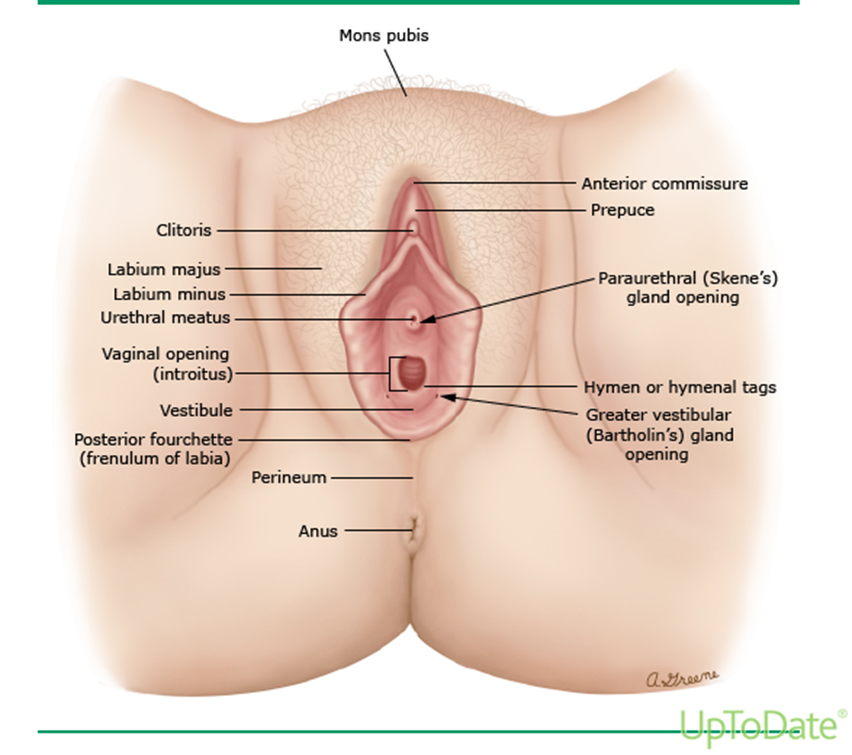 Mons pubis
Anterior commissure
Prepuce
Clitoris
Labium majus
Labium minus
Urethral meatus
Paraurethral (Skene's)
gland opening
Vaginal opening
(introitus)
Hymen or hymenal tags
Vestibule
Greater vestibular
(Bartholin's) gland
opening
Posterior fourchette
(frenulum of labia)
Perineum
Anus
A. Greene
UpToDate®